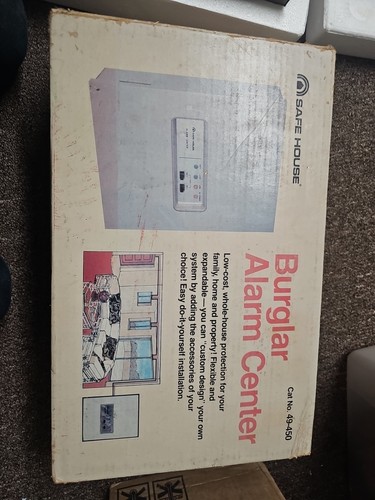 SAFE HOUSE
Burglar
Alarm Center
Cat No. 49-450
Low-cost, whole-house protection for your
family, home and property! Flexible and
expandable — you can "custom design" your own
system by adding the accessories of your
choice! Easy do-it-yourself installation.